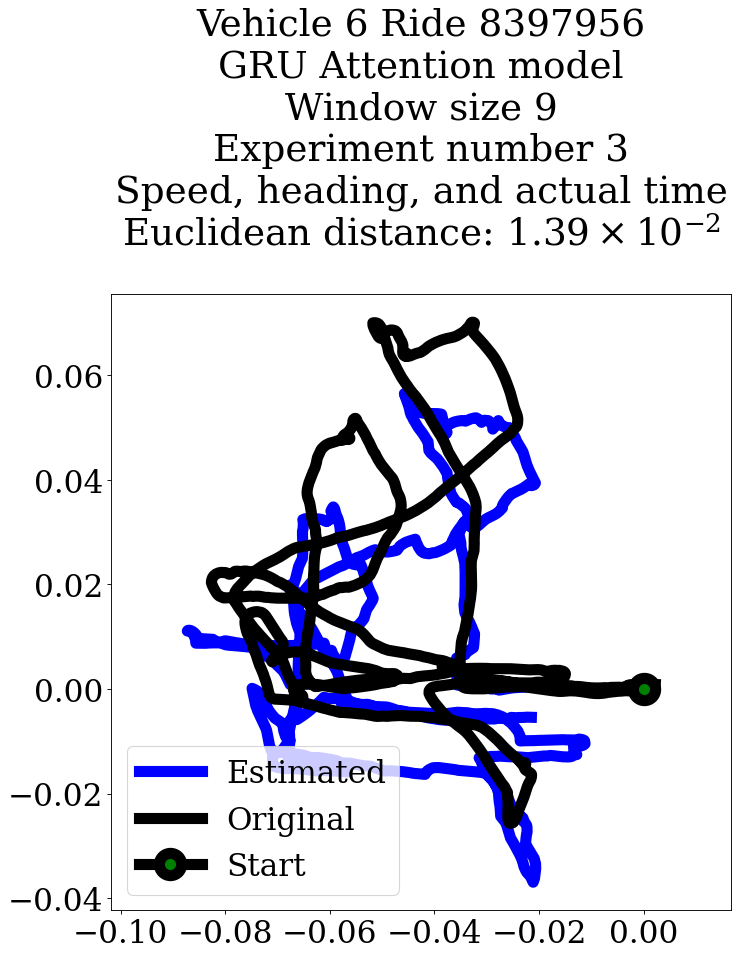 Vehicle 6 Ride 8397956
GRU Attention model
Window size 9
Experiment number 3
Speed, heading, and actual time
Euclidean distance: 1.39 × 10⁻²
0.06
0.04
0.02
0.00
−0.02
−0.04
Estimated
Original
Start
−0.10 −0.08 −0.06 −0.04 −0.02 0.00